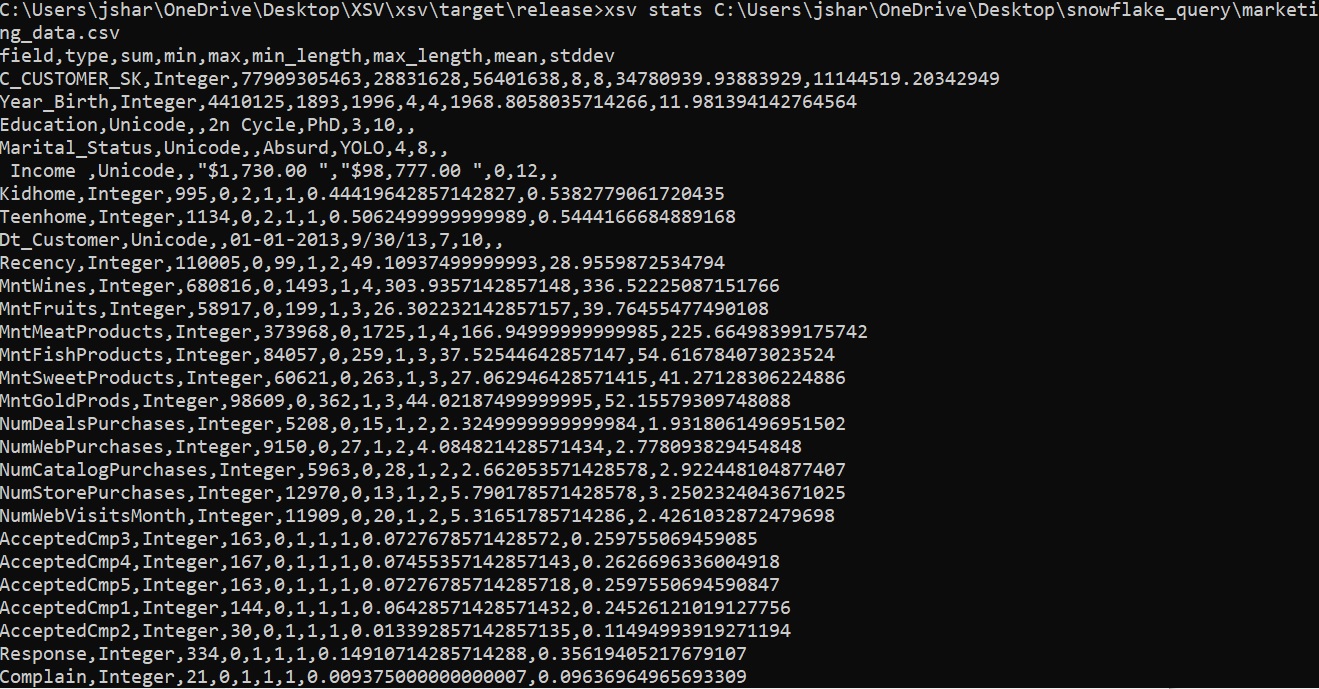 C:\Users\jshar\OneDrive\Desktop\XSV\xsv\target\release>xsv stats C:\Users\jshar\OneDrive\Desktop\snowflake_query\marketi
ng_data.csv
field,type,sum,min,max,min_length,max_length,mean,stddev
C_CUSTOMER_SK,Integer,77909305463,28831628,56401638,8,8,34780939.93883929,11144519.20342949
Year_Birth,Integer,4410125,1893,1996,4,4,1968.8058035714266,11.981394142764564
Education,Unicode,,2n Cycle,PhD,3,10,,
Marital_Status,Unicode,,Absurd,YOLO,4,8,,
 Income ,Unicode,,"$1,730.00 ","$98,777.00 ",0,12,,
Kidhome,Integer,995,0,2,1,1,0.44419642857142827,0.5382779061720435
Teenhome,Integer,1134,0,2,1,1,0.5062499999999989,0.5444166684889168
Dt_Customer,Unicode,,01-01-2013,9/30/13,7,10,,
Recency,Integer,110005,0,99,1,2,49.10937499999993,28.9559872534794
MntWines,Integer,680816,0,1493,1,4,303.9357142857148,336.52225087151766
MntFruits,Integer,58917,0,199,1,3,26.302232142857157,39.76455477490108
MntMeatProducts,Integer,373968,0,1725,1,4,166.94999999999985,225.66498399175742
MntFishProducts,Integer,84057,0,259,1,3,37.52544642857147,54.616784073023524
MntSweetProducts,Integer,60621,0,263,1,3,27.062946428571415,41.27128306224886
MntGoldProds,Integer,98609,0,362,1,3,44.02187499999995,52.15579309748088
NumDealsPurchases,Integer,5208,0,15,1,2,2.3249999999999984,1.9318061496951502
NumWebPurchases,Integer,9150,0,27,1,2,4.084821428571434,2.778093829454848
NumCatalogPurchases,Integer,5963,0,28,1,2,2.662053571428578,2.922448104877407
NumStorePurchases,Integer,12970,0,13,1,2,5.790178571428578,3.2502324043671025
NumWebVisitsMonth,Integer,11909,0,20,1,2,5.31651785714286,2.4261032872479698
AcceptedCmp3,Integer,163,0,1,1,1,0.0727678571428572,0.259755069459085
AcceptedCmp4,Integer,167,0,1,1,1,0.07455357142857143,0.2626696336004918
AcceptedCmp5,Integer,163,0,1,1,1,0.07276785714285718,0.2597550694590847
AcceptedCmp1,Integer,144,0,1,1,1,0.06428571428571432,0.24526121019127756
AcceptedCmp2,Integer,30,0,1,1,1,0.013392857142857135,0.11494993919271194
Response,Integer,334,0,1,1,1,0.14910714285714288,0.35619405217679107
Complain,Integer,21,0,1,1,1,0.009375000000000007,0.09636964965693309